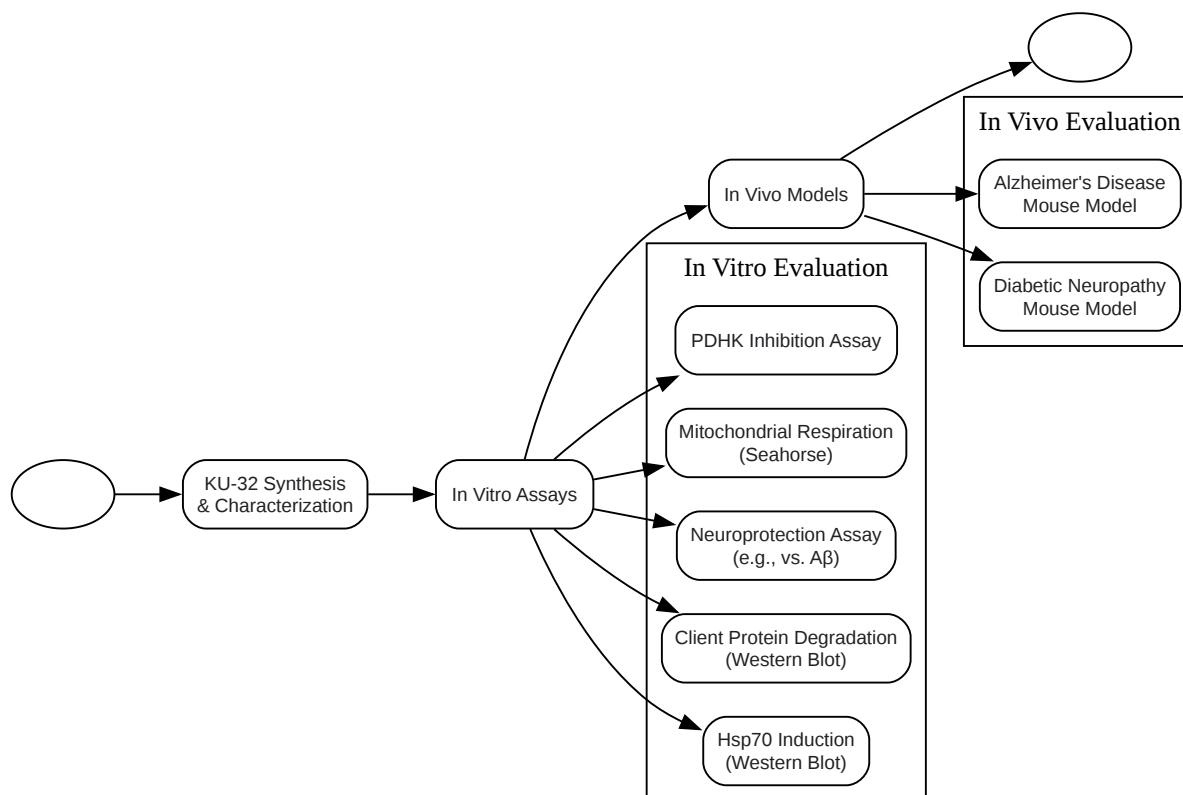 In Vivo Evaluation
Alzheimer's Disease
Mouse Model
Diabetic Neuropathy
Mouse Model
In Vivo Models
In Vitro Evaluation
PDHK Inhibition Assay
Mitochondrial Respiration
(Seahorse)
Neuroprotection Assay
(e.g., vs. Aβ)
Client Protein Degradation
(Western Blot)
Hsp70 Induction
(Western Blot)
KU-32 Synthesis
& Characterization
In Vitro Assays